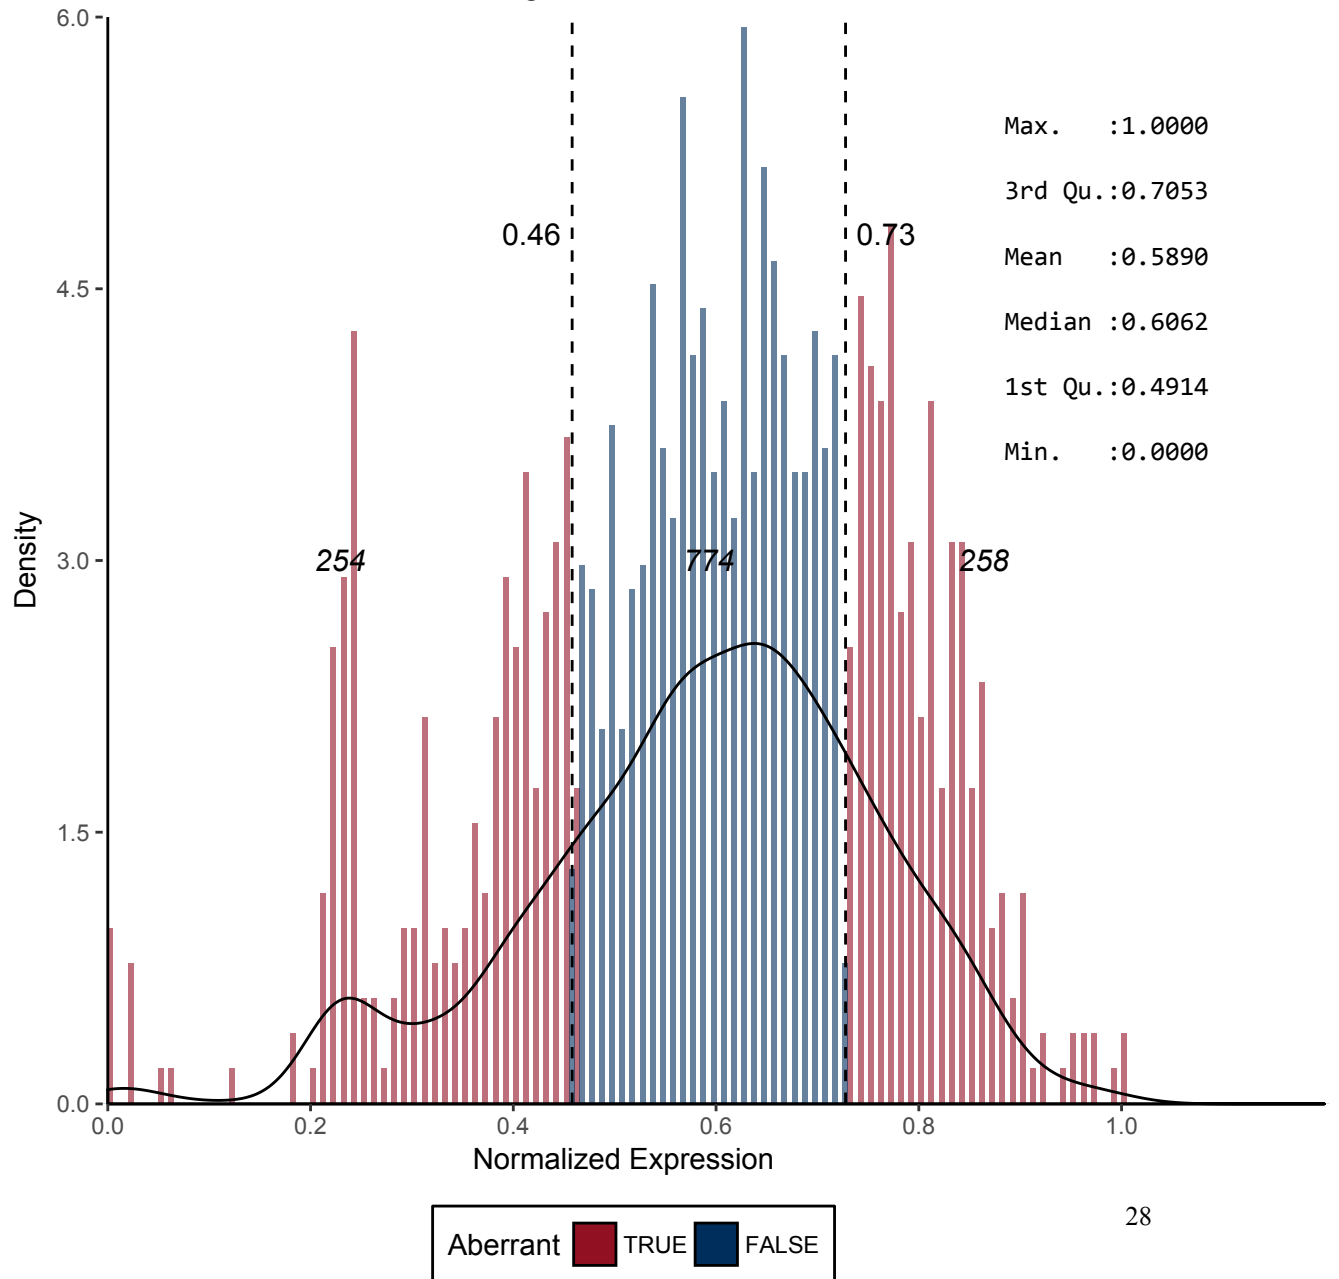 6.0
Max. :1.0000
3rd Qu.:0.7053
0.46
0.73
Mean :0.5890
4.5
Median :0.6062
1st Qu.:0.4914
Min. :0.0000
Density
3.0
254
774
258
1.5
0.0
0.0 0.2 0.4 0.6 0.8 1.0
Normalized Expression
28
Aberrant TRUE FALSE